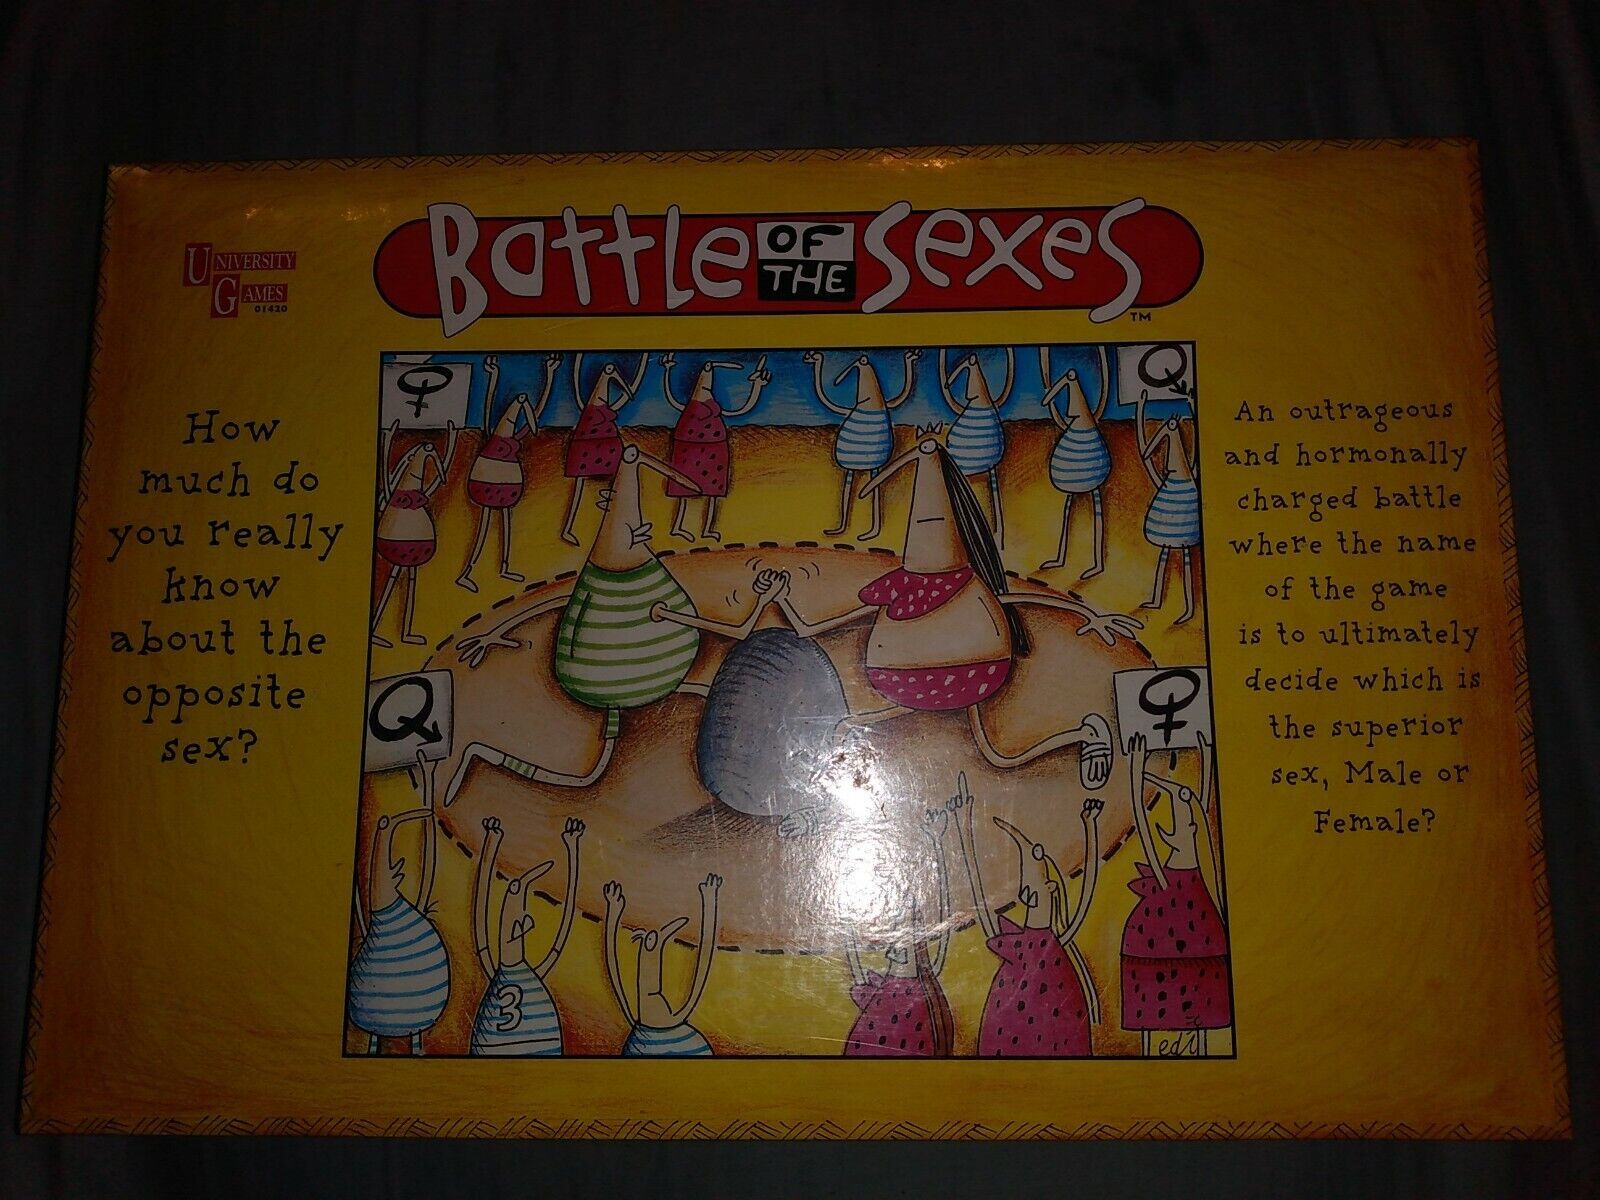 Battle OF THE Sexes
TM
UNIVERSITY
GAMES
01420
How
much do
you really
know
about the
opposite
sex?
An outrageous
and hormonally
charged battle
where the name
of the game
is to ultimately
decide which is
the superior
sex, Male or
Female?
3
edi